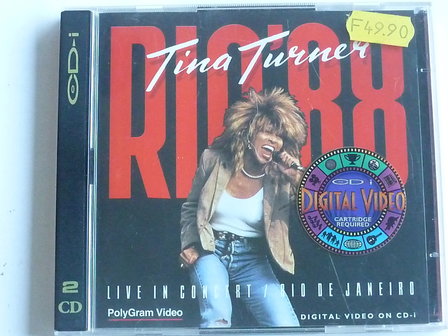 CD-i
2
CD
F49.90
RIO'88
Tina Turner
CD-i
DIGITAL VIDEO
CARTRIDGE
REQUIRED
LIVE IN CONCERT / RIO DE JANEIRO
PolyGram Video
DIGITAL VIDEO ON CD-i